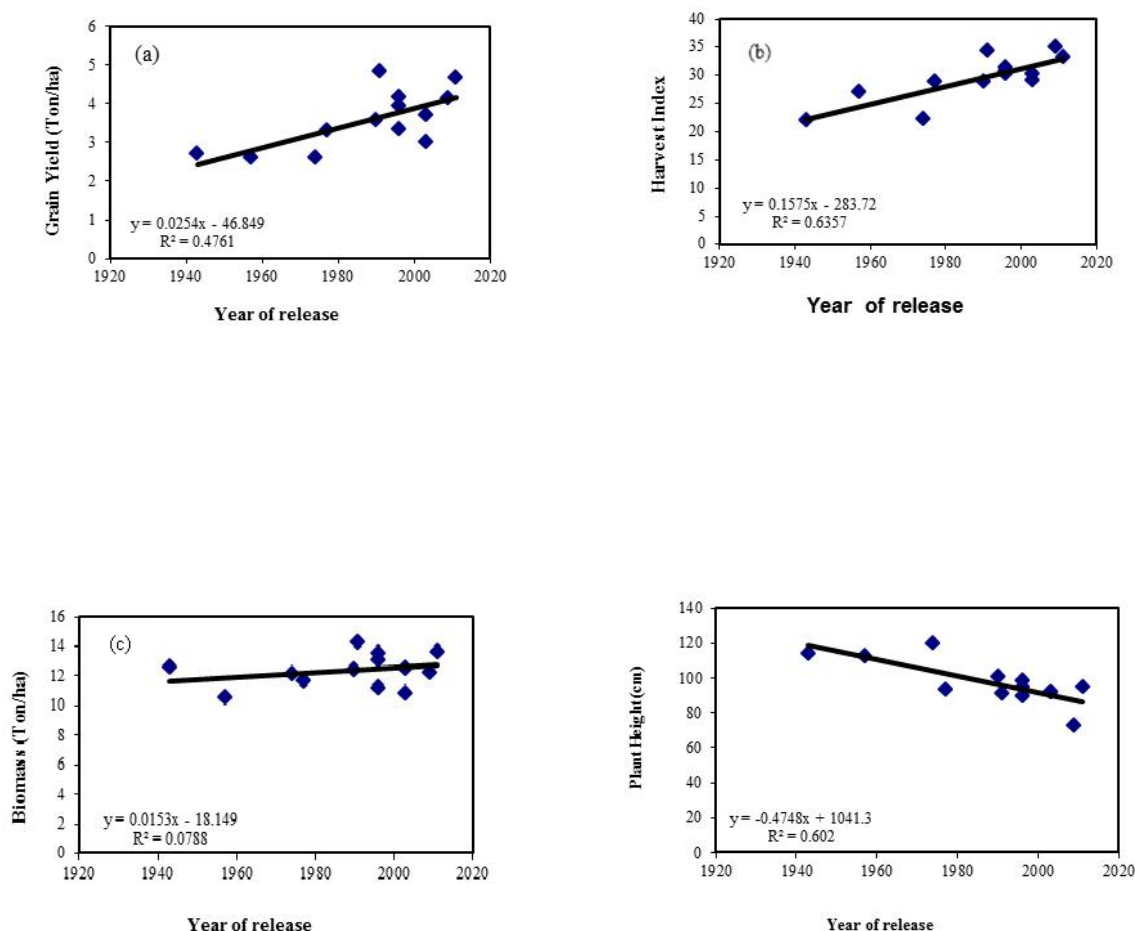 (a)
Grain Yield (Ton/ha)
6
5
4
3
2
1
0
y = 0.0254x - 46.849
R² = 0.4761
1920 1940 1960 1980 2000 2020
Year of release
(b)
Harvest Index
40
35
30
25
20
15
10
5
0
y = 0.1575x - 283.72
R² = 0.6357
1920 1940 1960 1980 2000 2020
Year of release
(c)
Biomass (Ton/ha)
16
14
12
10
8
6
4
2
0
y = 0.0153x - 18.149
R² = 0.0788
1920 1940 1960 1980 2000 2020
Year of release
Plant Height(cm)
140
120
100
80
60
40
20
0
y = -0.4748x + 1041.3
R² = 0.602
1920 1940 1960 1980 2000 2020
Year of release